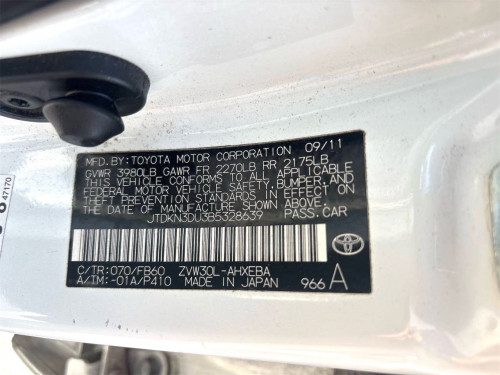 MFD. BY: TOYOTA MOTOR CORPORATION 09/11
GVWR 3980LB GAWR FR 2270LB RR 2175LB
THIS VEHICLE CONFORMS TO ALL APPLICABLE
FEDERAL MOTOR VEHICLE SAFETY, BUMPER, AND
THEFT PREVENTION STANDARDS IN EFFECT ON
THE DATE OF MANUFACTURE SHOWN ABOVE.
JTDKN3DU3B5328639 PASS.CAR
C/TR:070/FB60 ZVW30L-AHXEBA
A/TM:-01A/P410 MADE IN JAPAN 966 A
TOYOTA
47170